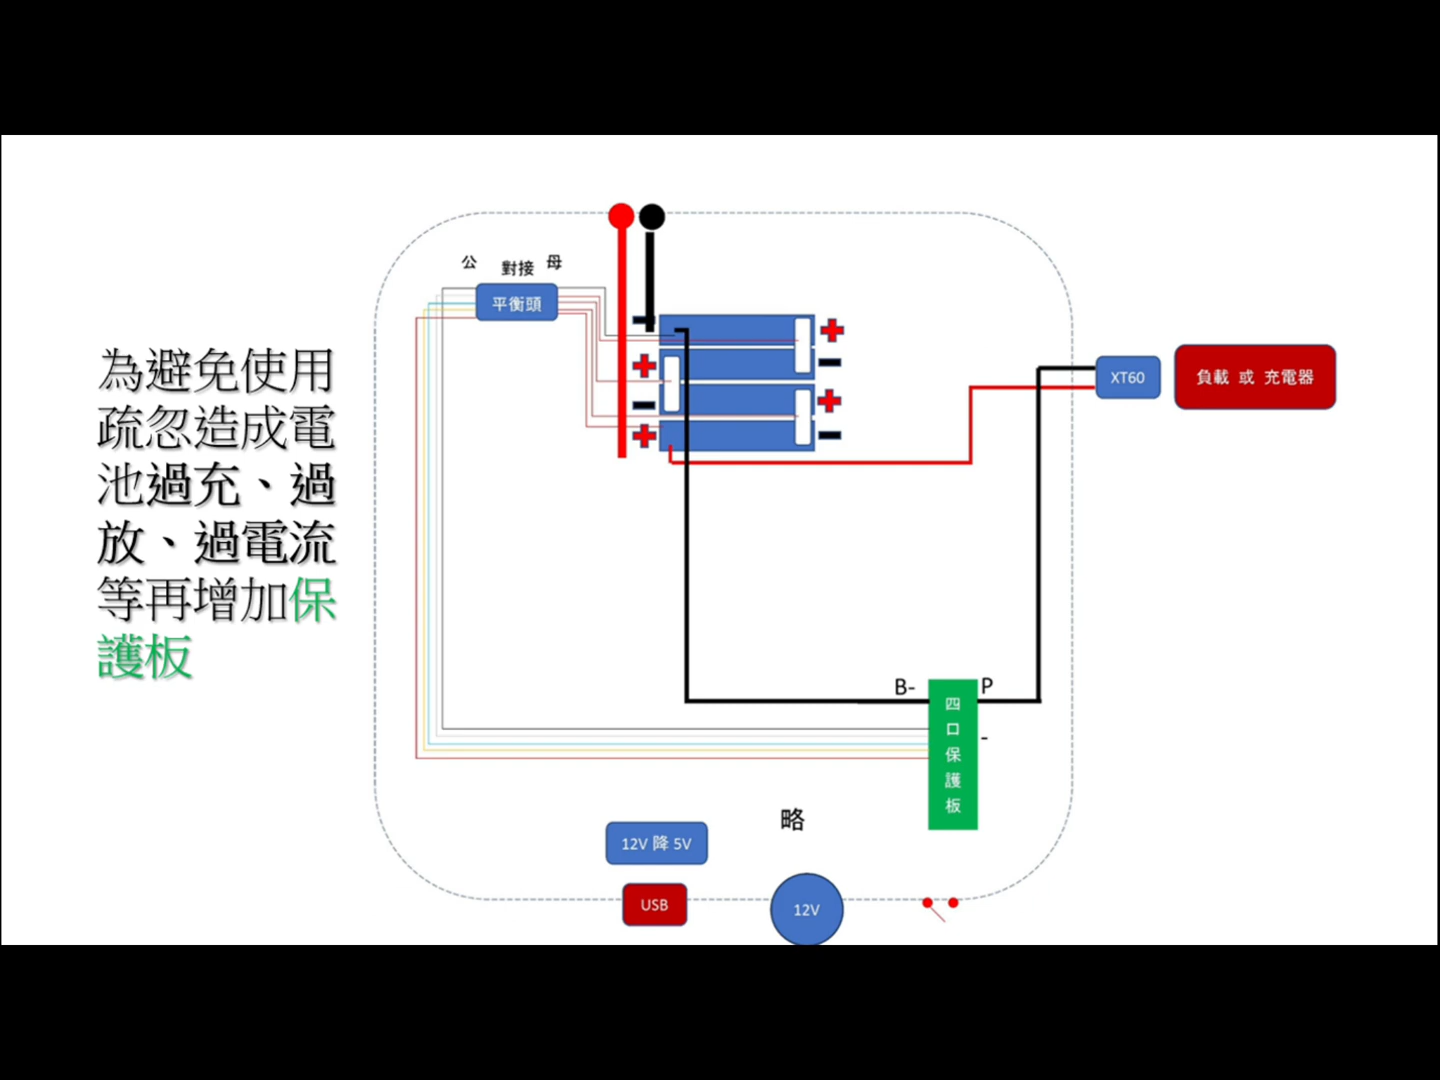 為避免使用
疏忽造成電
池過充、過
放、過電流
等再增加保
護板
公 對接 母
平衡頭
XT60
負載 或 充電器
B-
P
-
四
口
保
護
板
略
12V 降 5V
USB
12V